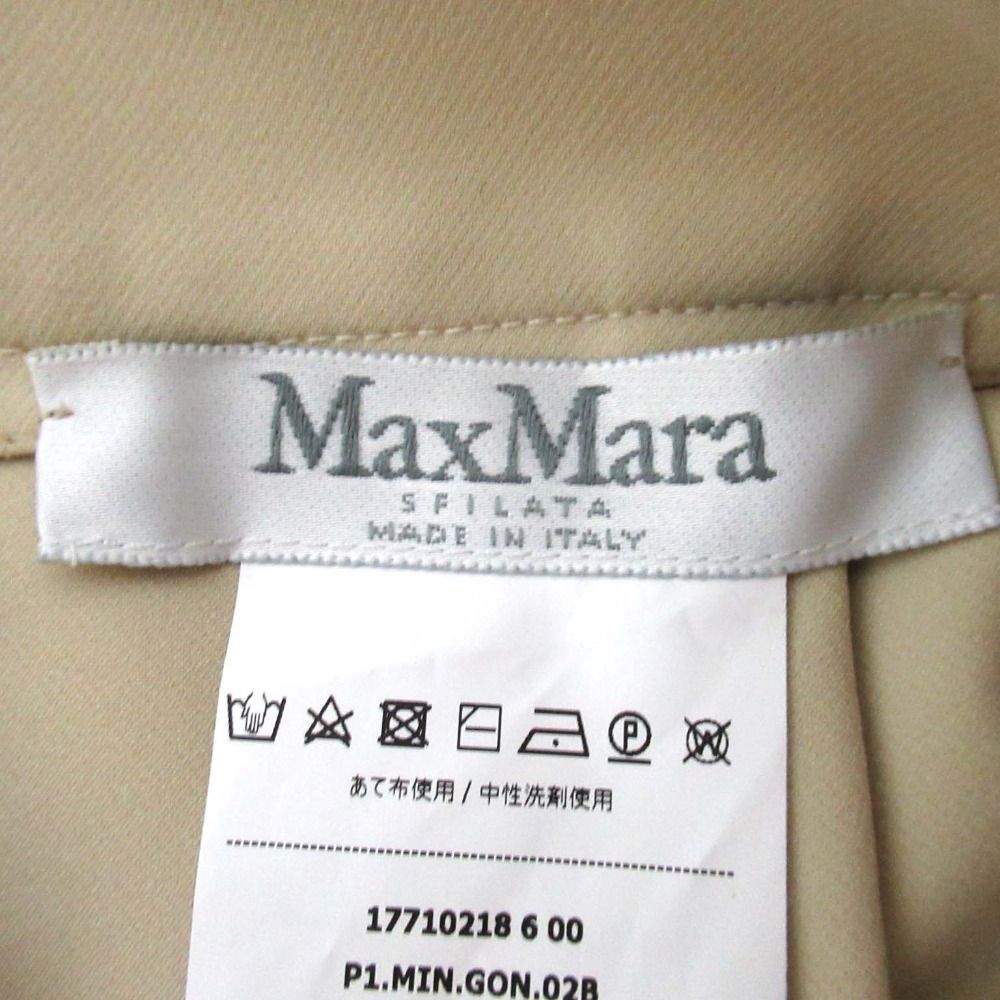 MaxMara
SFILATA
MADE IN ITALY
P W
あて布使用 / 中性洗剤使用
17710218 6 00
P1.MIN.GON.02B